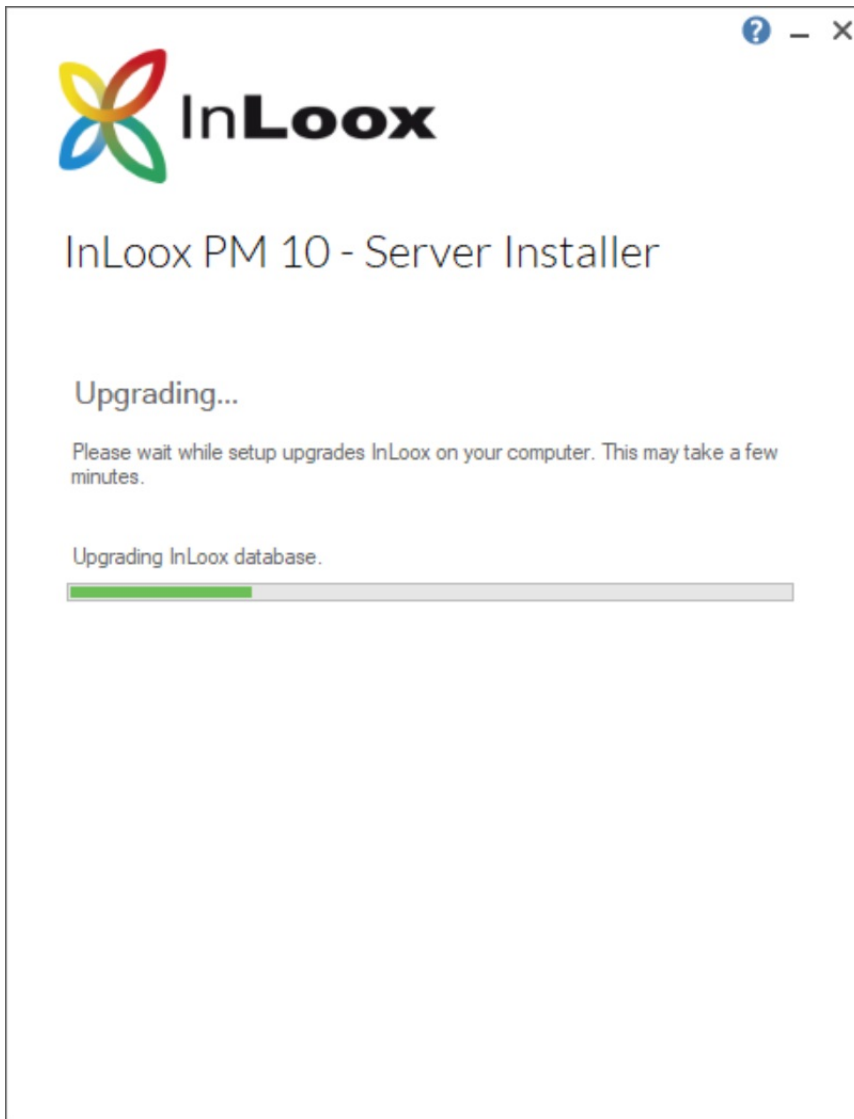 ?
InLoox
InLoox PM 10 - Server Installer
Upgrading...
Please wait while setup upgrades InLoox on your computer. This may take a few
minutes.
Upgrading InLoox database.